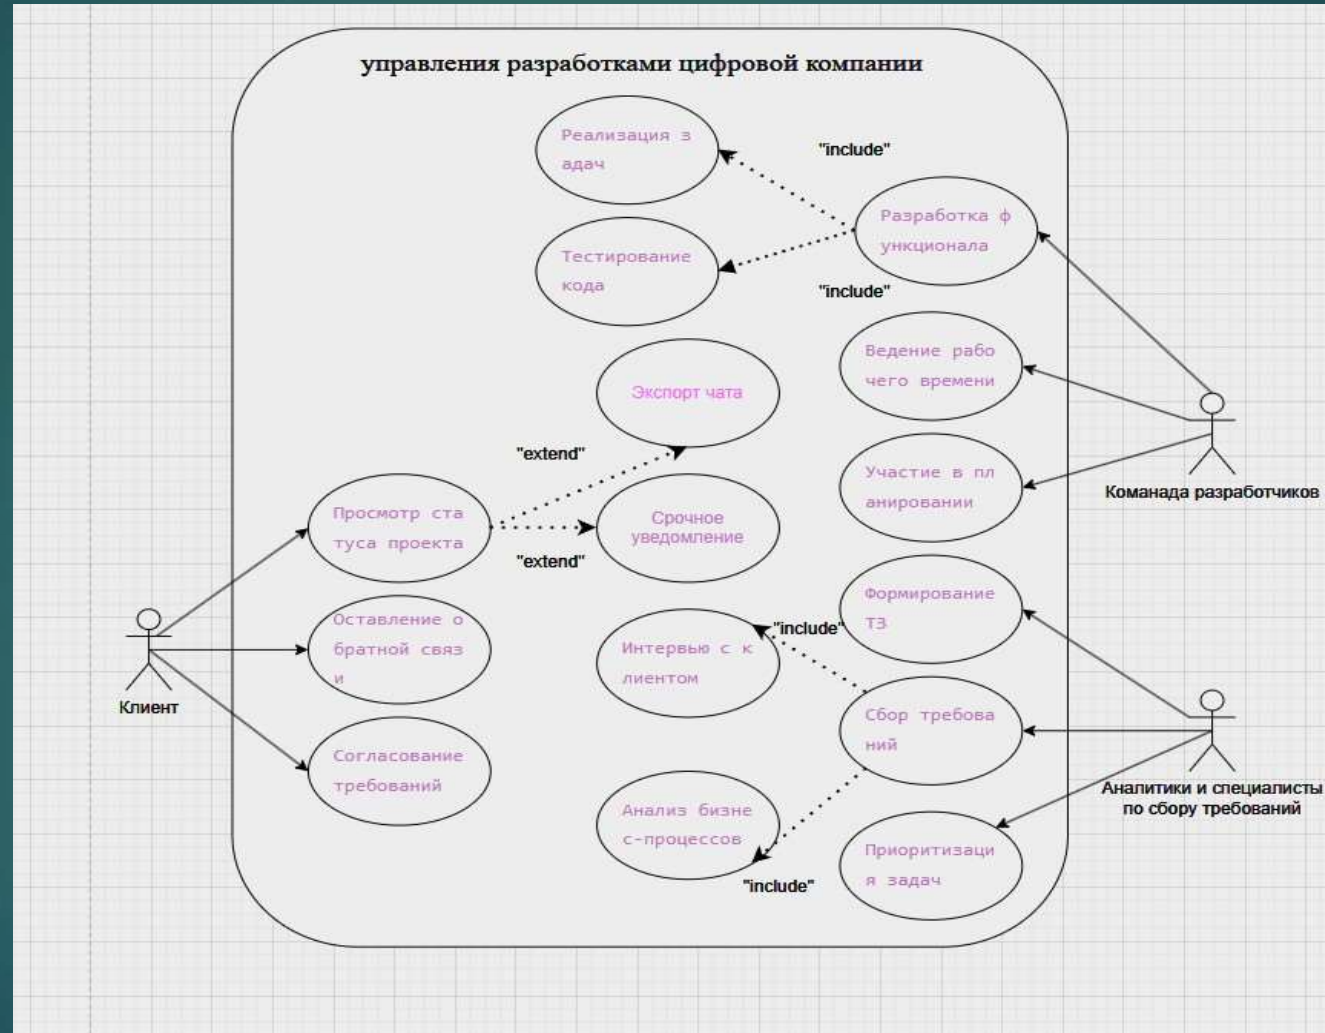 управления разработками цифровой компании
Реализация з
адач
"include"
Разработка ф
ункционала
Тестирование
кода
"include"
Ведение рабо
чего времени
Экспорт чата
"extend"
Участие в пл
анировании
Команада разработчиков
Просмотр ста
туса проекта
Срочное
уведомление
"extend"
Формирование
ТЗ
Оставление о
братной связ
и
"include"
Интервью с к
лиентом
Клиент
Сбор требова
ний
Согласование
требований
Аналитики и специалисты
по сбору требований
Анализ бизне
с-процессов
"include"
Приоритизаци
я задач